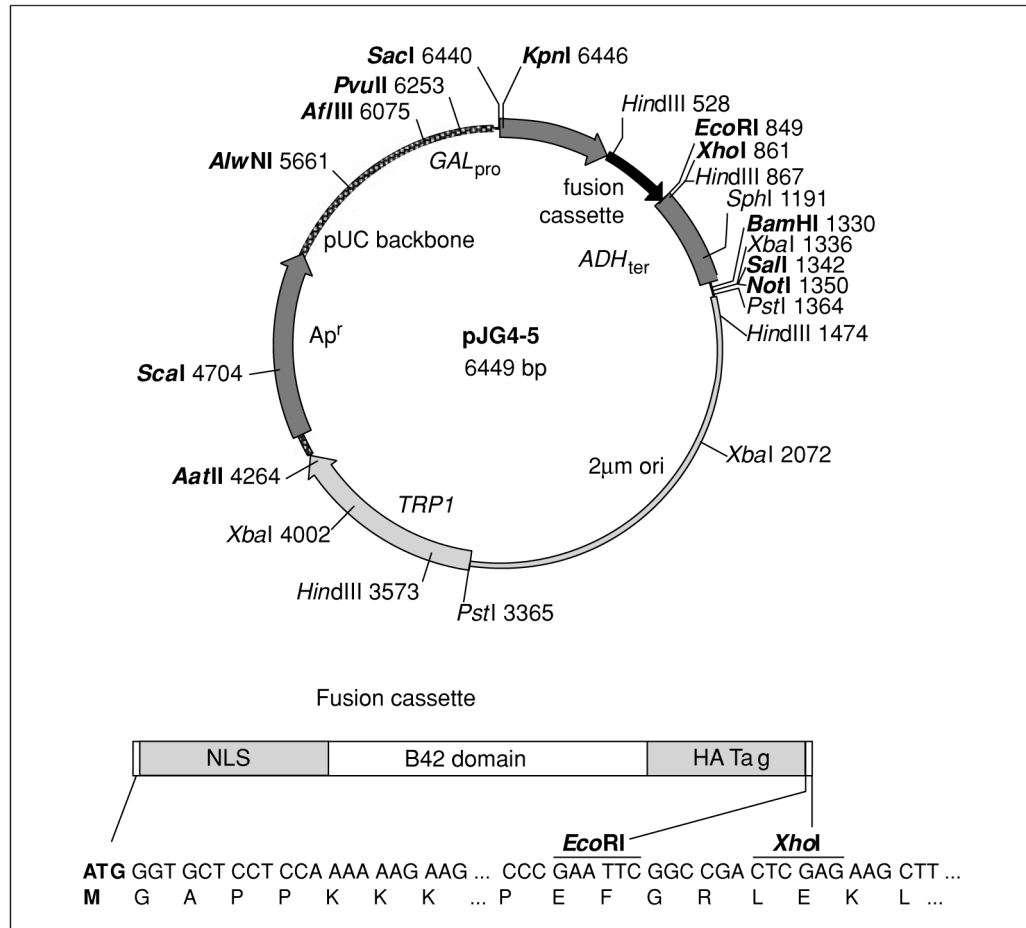 SacI 6440
KpnI 6446
PvuII 6253
AflIII 6075
HindIII 528
EcoRI 849
AlwNI 5661
GALpro
XhoI 861
HindIII 867
fusion
cassette
SphI 1191
BamHI 1330
pUC backbone
ADHter
XbaI 1336
SalI 1342
NotI 1350
PstI 1364
Apr
pJG4-5
HindIII 1474
6449 bp
ScaI 4704
XbaI 2072
2µm ori
AatII 4264
TRP1
XbaI 4002
HindIII 3573
PstI 3365
Fusion cassette
NLS B42 domain HA Tag
EcoRI XhoI
ATG GGT GCT CCT CCA AAA AAG AAG ... CCC GAA TTC GGC CGA CTC GAG AAG CTT ...
M G A P P K K K ... P E F G R L E K L ...